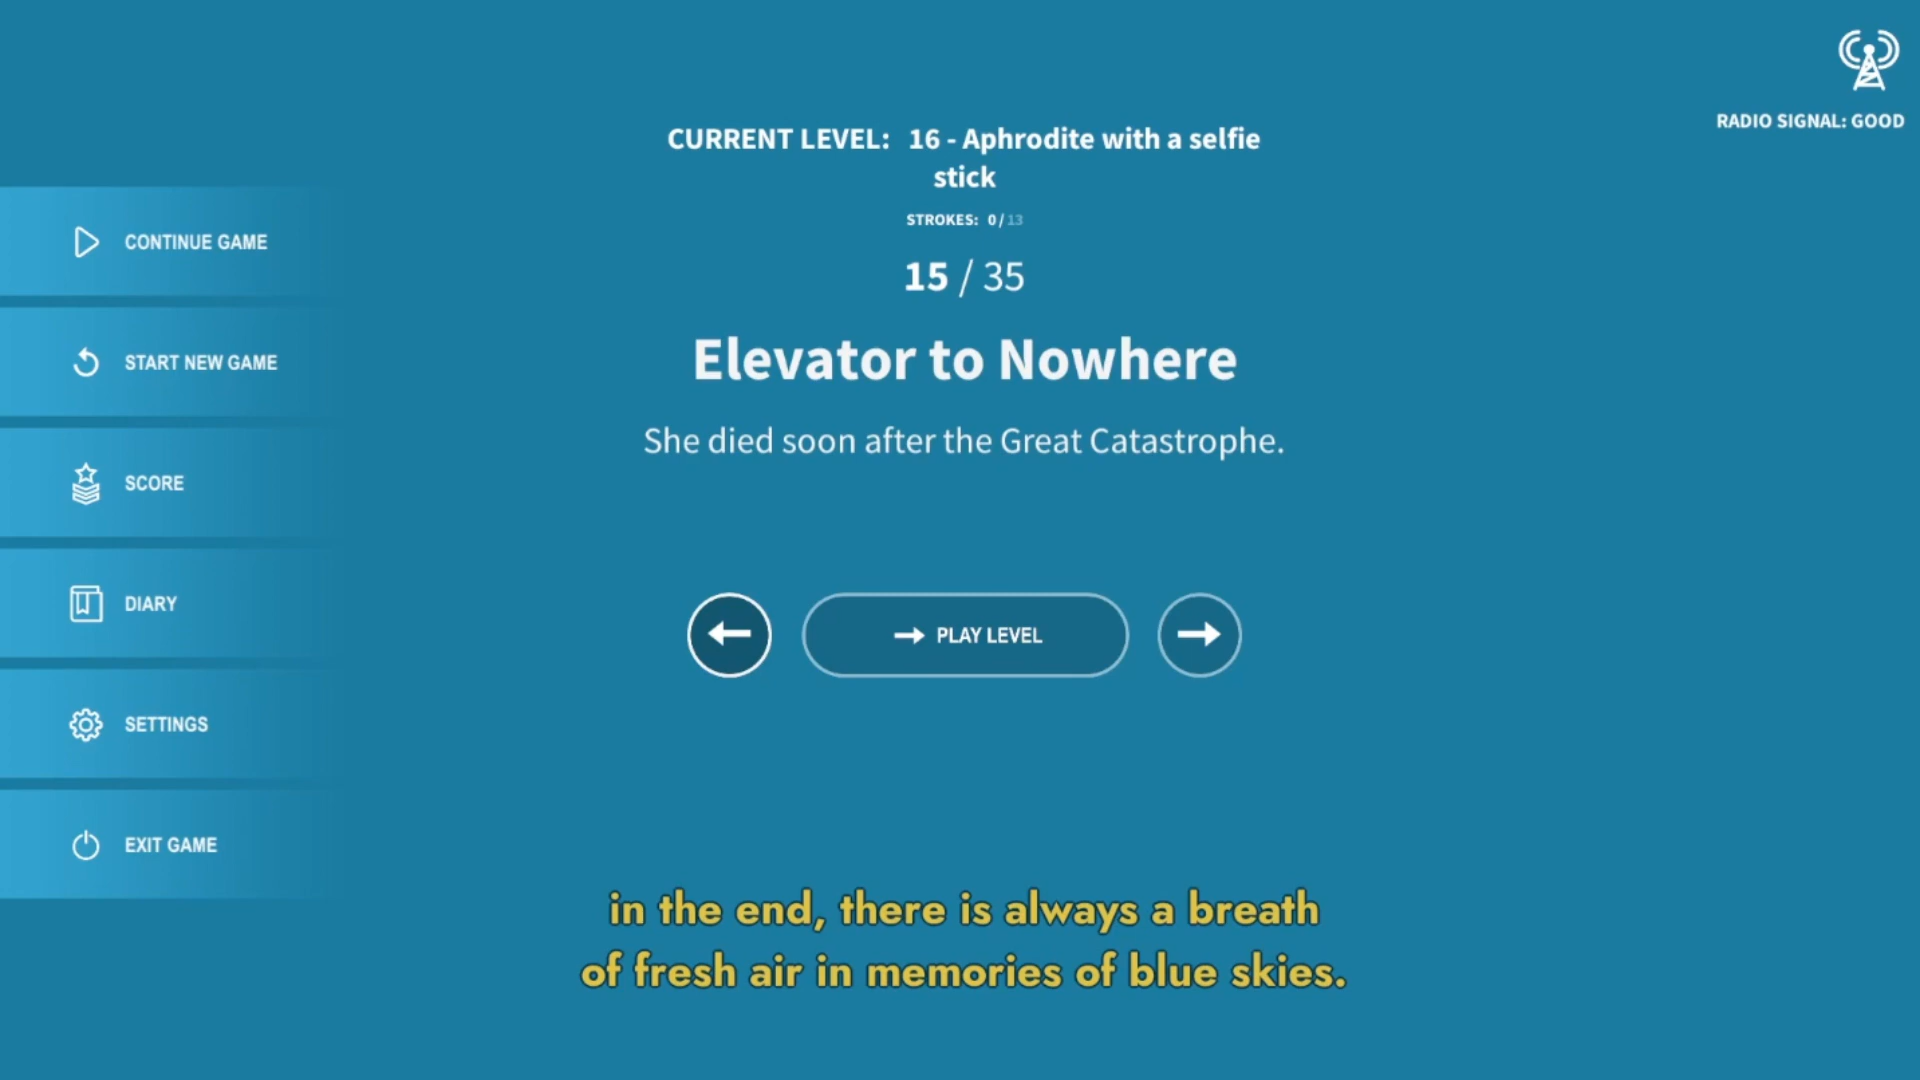 RADIO SIGNAL: GOOD
CURRENT LEVEL: 16 - Aphrodite with a selfie
stick
STROKES: 0 / 13
15 / 35
Elevator to Nowhere
She died soon after the Great Catastrophe.
CONTINUE GAME
START NEW GAME
SCORE
DIARY
SETTINGS
EXIT GAME
PLAY LEVEL
in the end, there is always a breath
of fresh air in memories of blue skies.